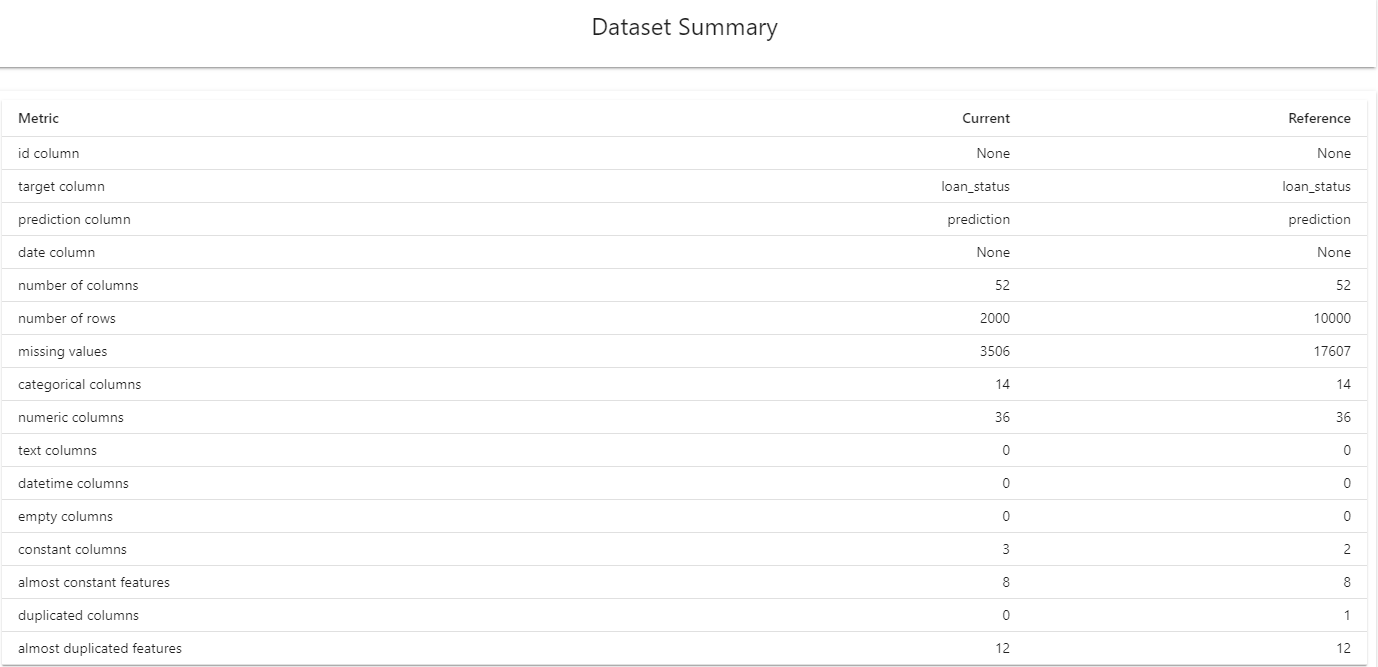 Dataset Summary
Metric Current Reference
id column None None
target column loan_status loan_status
prediction column prediction prediction
date column None None
number of columns 52 52
number of rows 2000 10000
missing values 3506 17607
categorical columns 14 14
numeric columns 36 36
text columns 0 0
datetime columns 0 0
empty columns 0 0
constant columns 3 2
almost constant features 8 8
duplicated columns 0 1
almost duplicated features 12 12